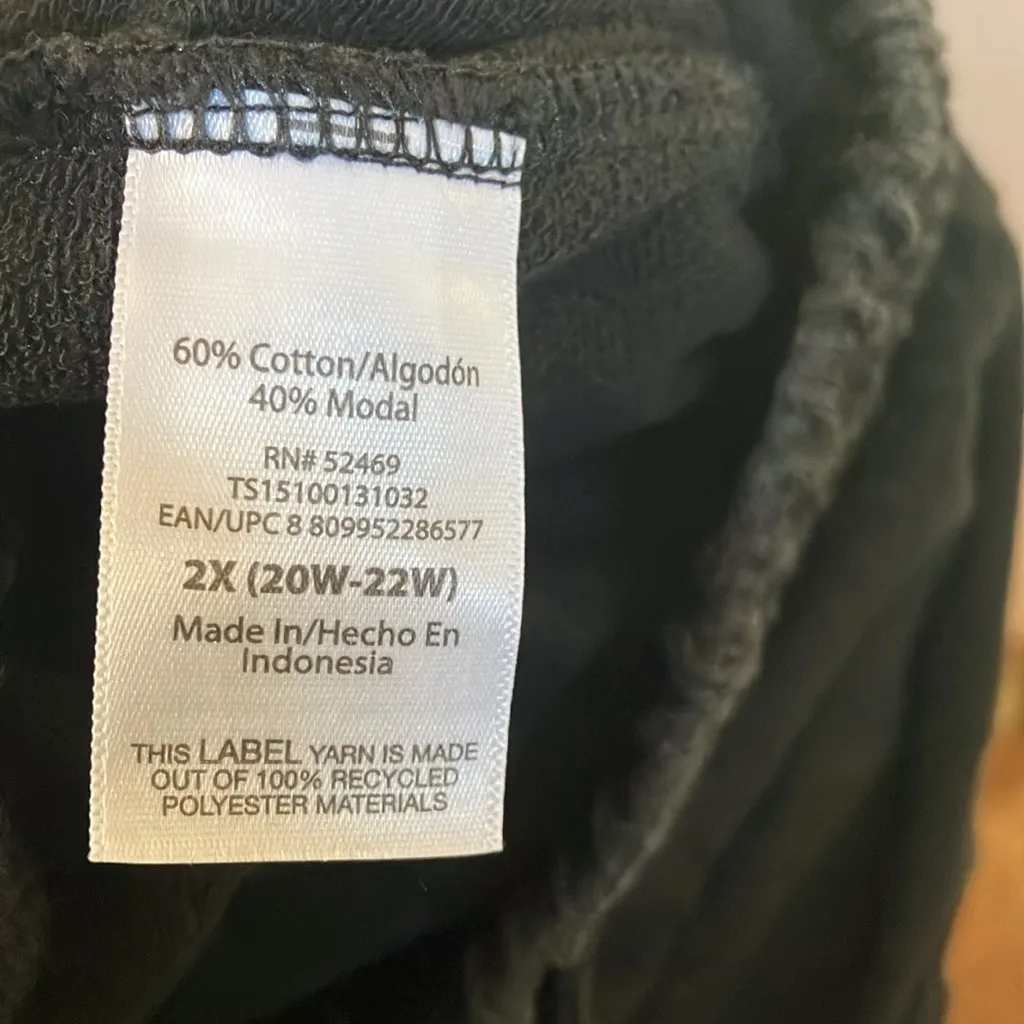 60% Cotton/Algodón
40% Modal
RN# 52469
TS15100131032
EAN/UPC 8 809952286577
2X (20W-22W)
Made In/Hecho En
Indonesia
THIS LABEL YARN IS MADE
OUT OF 100% RECYCLED
POLYESTER MATERIALS